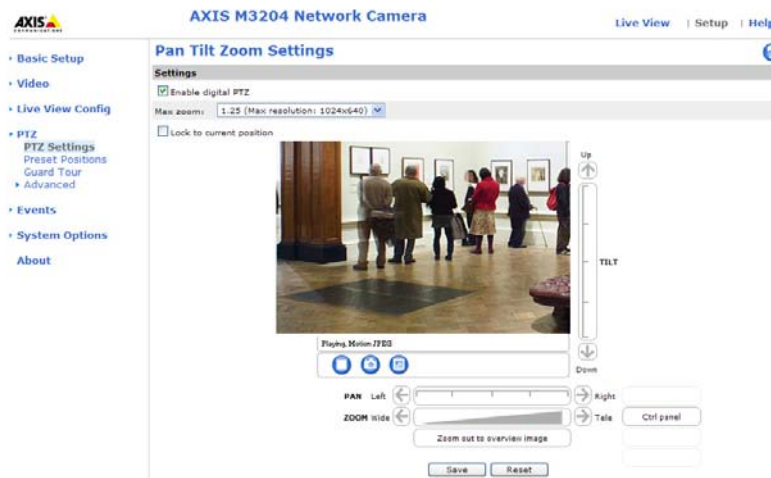 AXIS
COMMUNICATIONS
AXIS M3204 Network Camera
Live View | Setup | Help
Basic Setup
Video
Live View Config
PTZ
PTZ Settings
Preset Positions
Guard Tour
Advanced
Events
System Options
About
Pan Tilt Zoom Settings
Settings
Enable digital PTZ
Max zoom: 1.25 (Max resolution: 1024x640)
Lock to current position
Up
TILT
Down
Playing, Motion JPEG
PAN Left Right
ZOOM Wide Tele
Ctrl panel
Zoom out to overview image
Save Reset